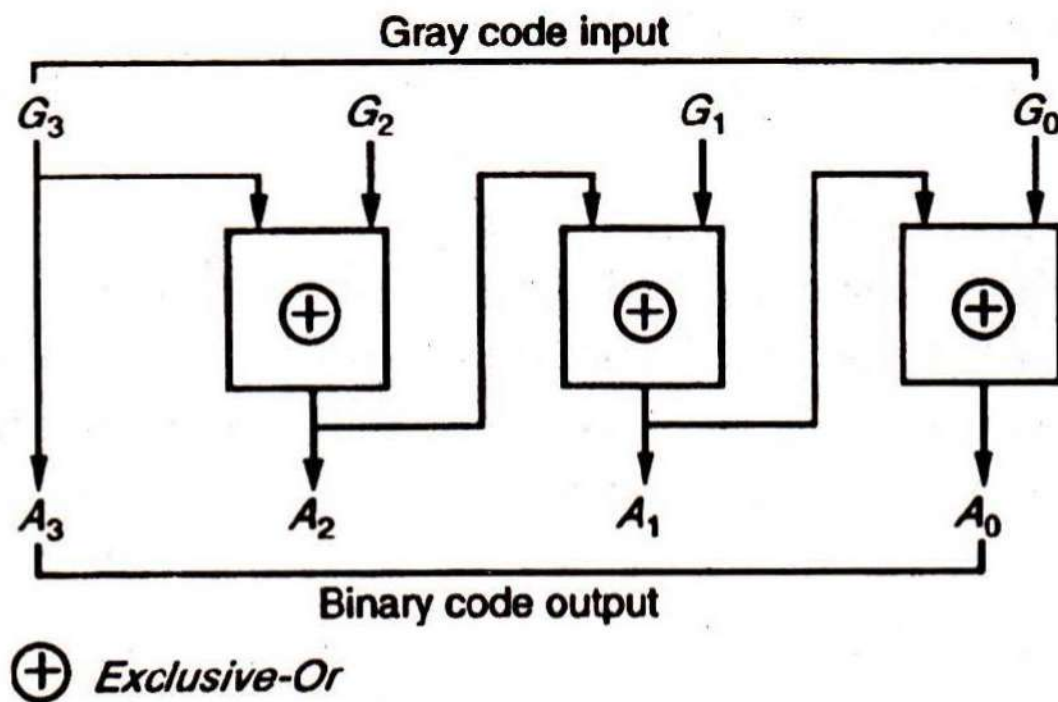 Gray code input
G3 G2 G1 G0
A3 A2 A1 A0
Binary code output
⊕ Exclusive-Or